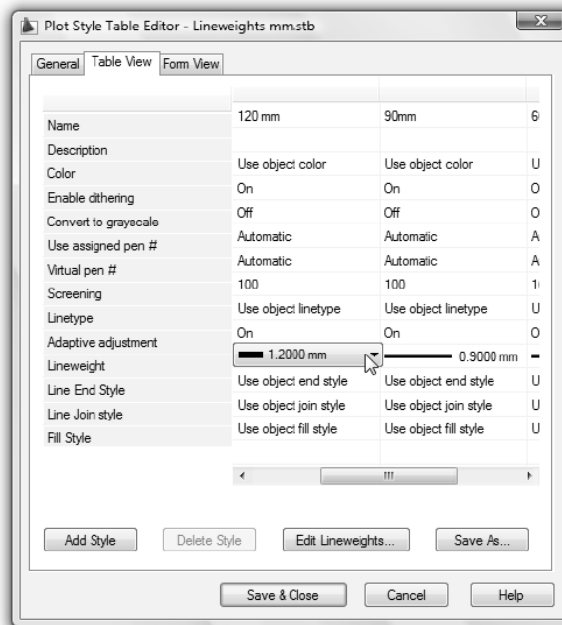 Plot Style Table Editor - Lineweights mm.stb
X
General Table View Form View
Name 120 mm 90mm 6
Description
Color Use object color Use object color U
Enable dithering On On O
Convert to grayscale Off Off O
Use assigned pen # Automatic Automatic A
Virtual pen # Automatic Automatic A
Screening 100 100 1
Linetype Use object linetype Use object linetype U
Adaptive adjustment On On O
Lineweight 1.2000 mm 0.9000 mm
Line End Style Use object end style Use object end style U
Line Join style Use object join style Use object join style U
Fill Style Use object fill style Use object fill style U
Add Style Delete Style Edit Lineweights... Save As...
Save & Close Cancel Help